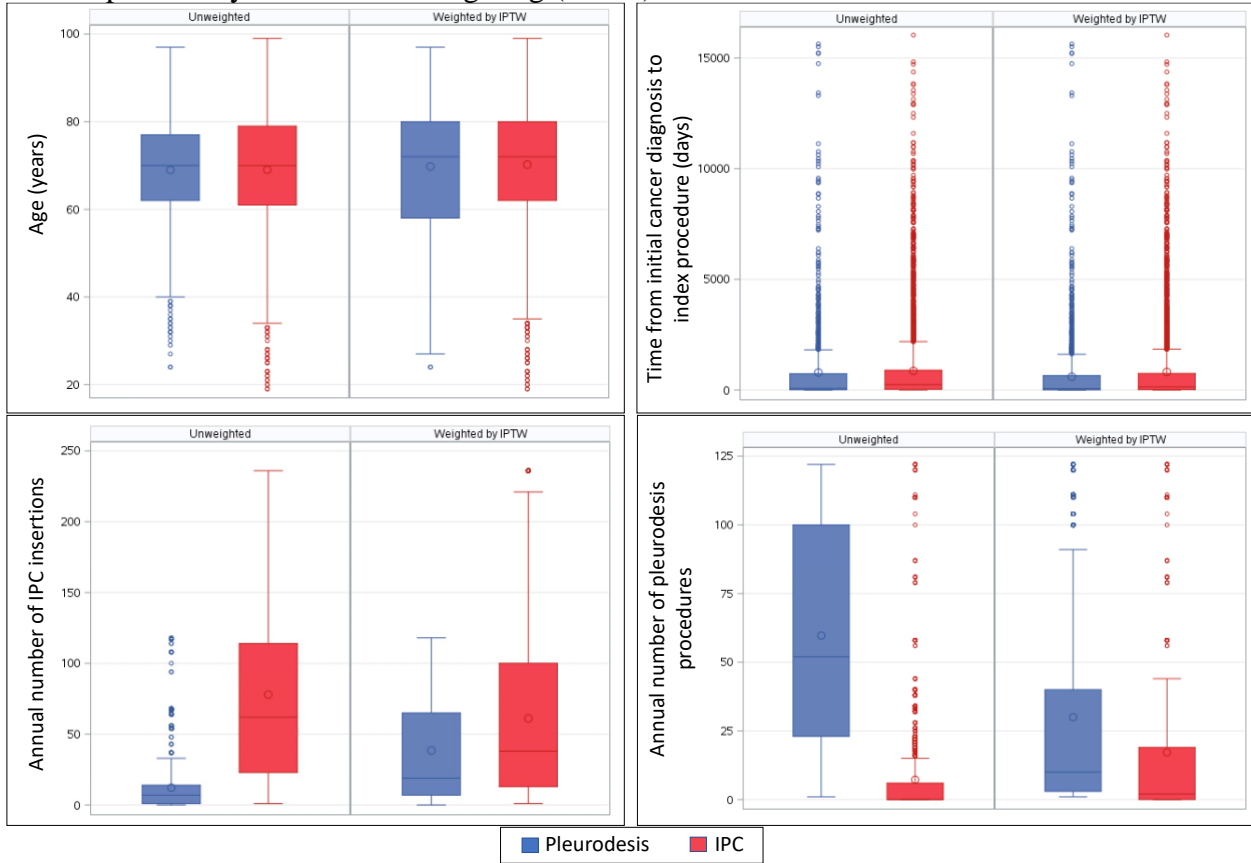 Unweighted
Weighted by IPTW
Age (years)
100
80
60
40
20
Unweighted
Weighted by IPTW
Time from initial cancer diagnosis to
index procedure (days)
15000
10000
5000
0
Unweighted
Weighted by IPTW
Annual number of IPC insertions
250
200
150
100
50
0
Unweighted
Weighted by IPTW
Annual number of pleurodesis
procedures
125
100
75
50
25
0
Pleurodesis
IPC